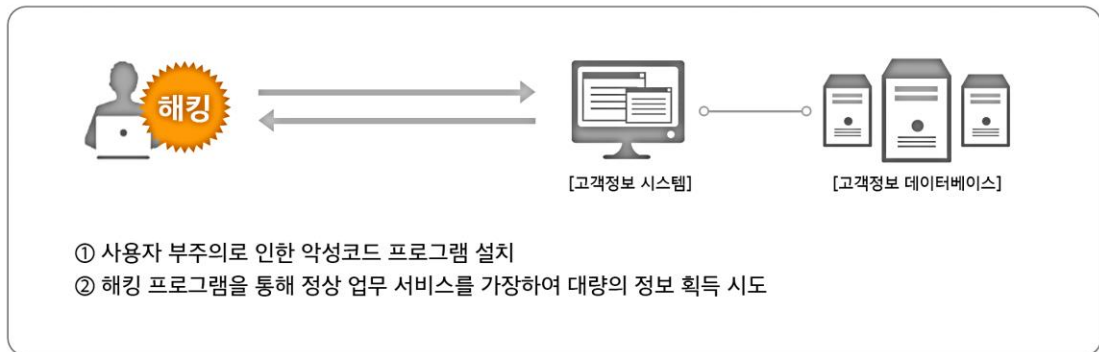 해킹
[고객정보 시스템]
[고객정보 데이터베이스]
① 사용자 부주의로 인한 악성코드 프로그램 설치
② 해킹 프로그램을 통해 정상 업무 서비스를 가장하여 대량의 정보 획득 시도